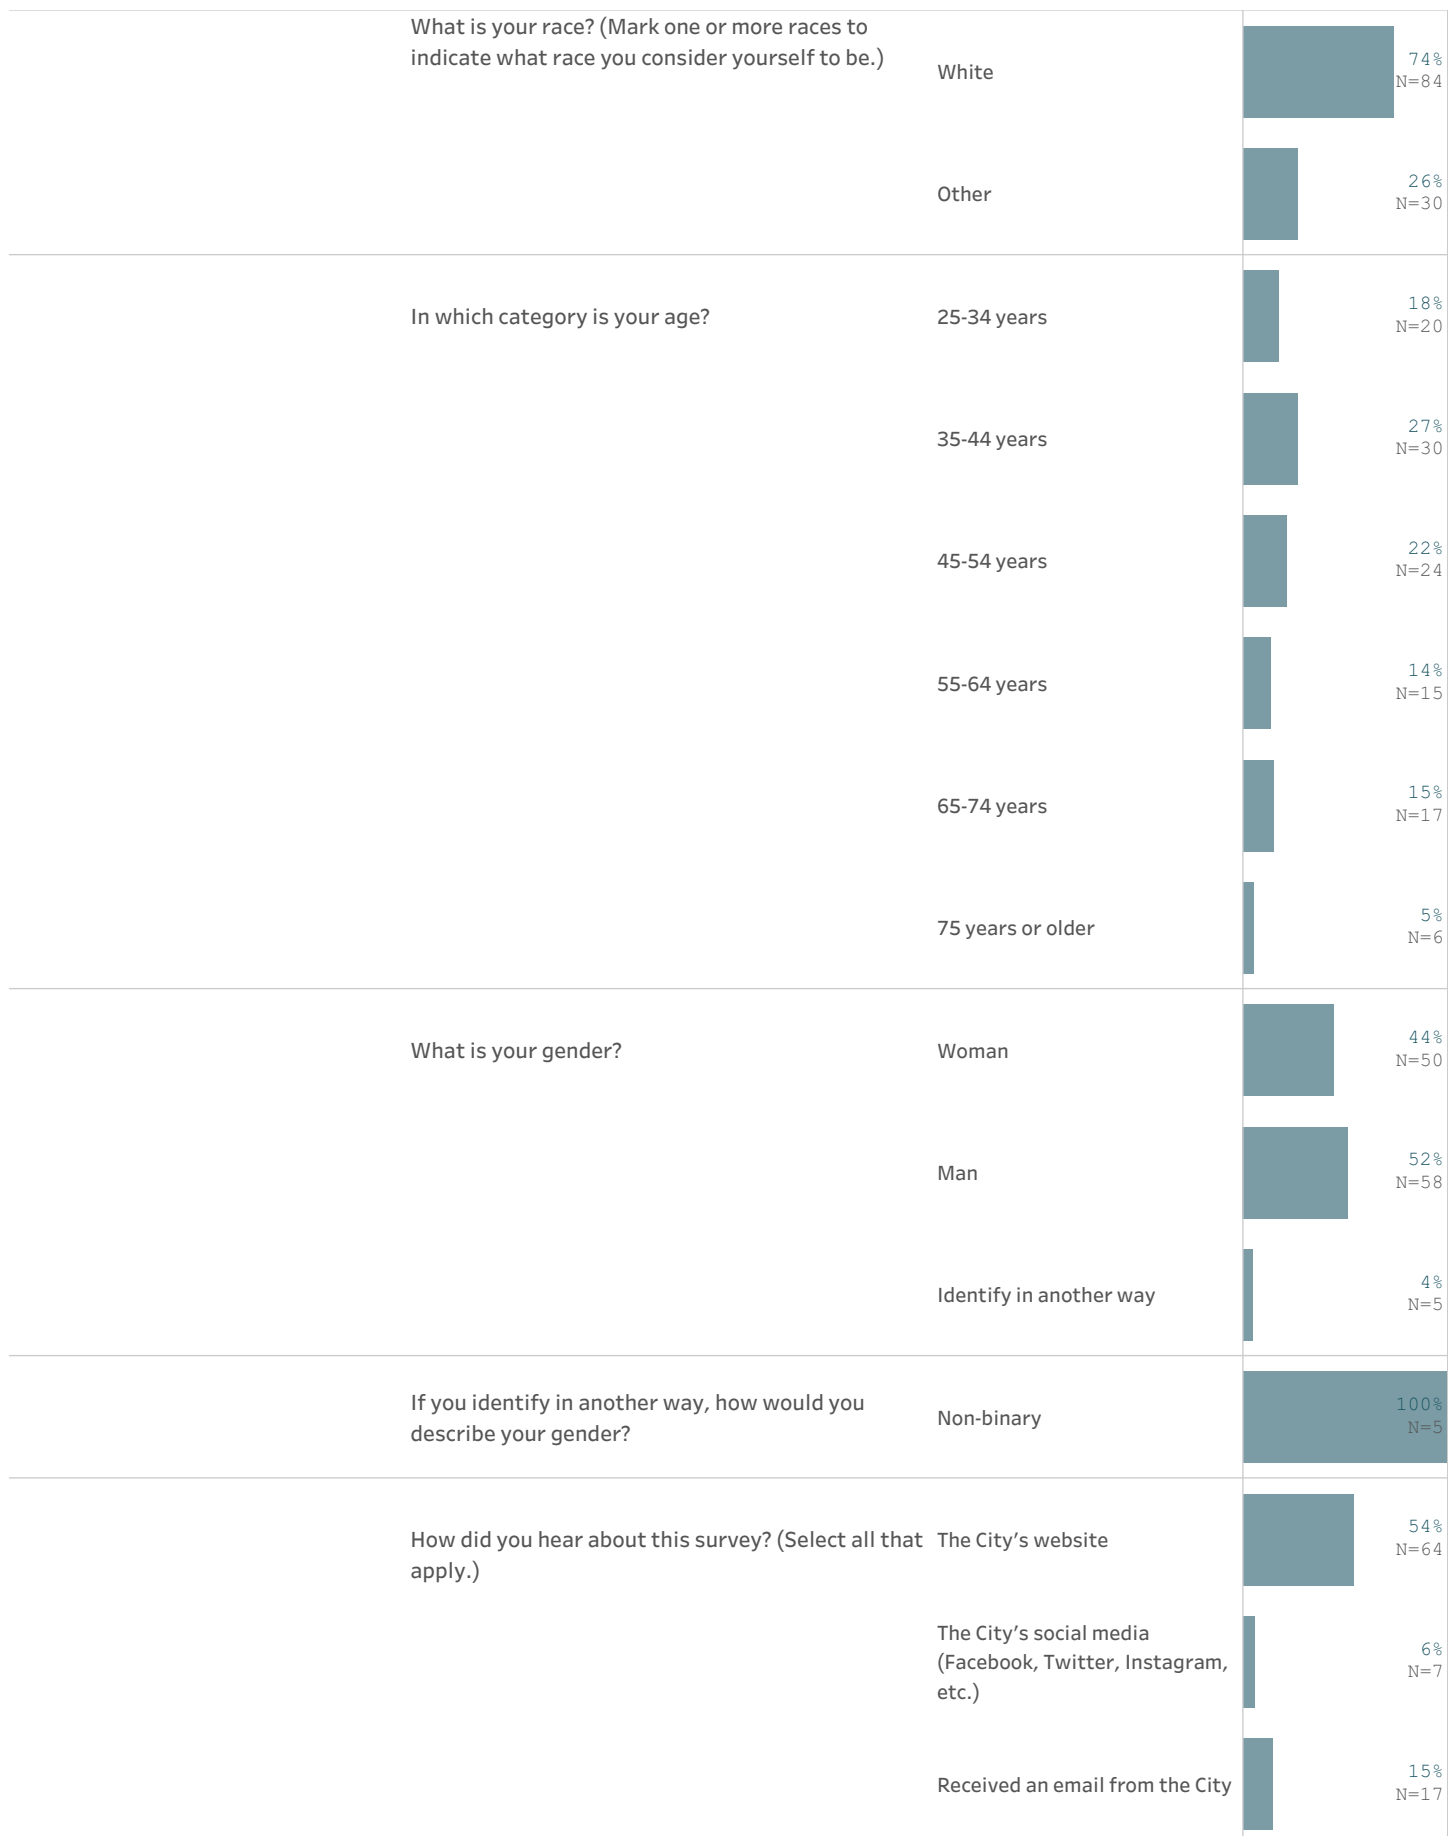 What is your race? (Mark one or more races to
indicate what race you consider yourself to be.)
White
74%
N=84
Other
26%
N=30
In which category is your age?
25-34 years
18%
N=20
35-44 years
27%
N=30
45-54 years
22%
N=24
55-64 years
14%
N=15
65-74 years
15%
N=17
75 years or older
5%
N=6
What is your gender?
Woman
44%
N=50
Man
52%
N=58
Identify in another way
4%
N=5
If you identify in another way, how would you
describe your gender?
Non-binary
100%
N=5
How did you hear about this survey? (Select all that
apply.)
The City’s website
54%
N=64
The City’s social media
(Facebook, Twitter, Instagram,
etc.)
6%
N=7
Received an email from the City
15%
N=17